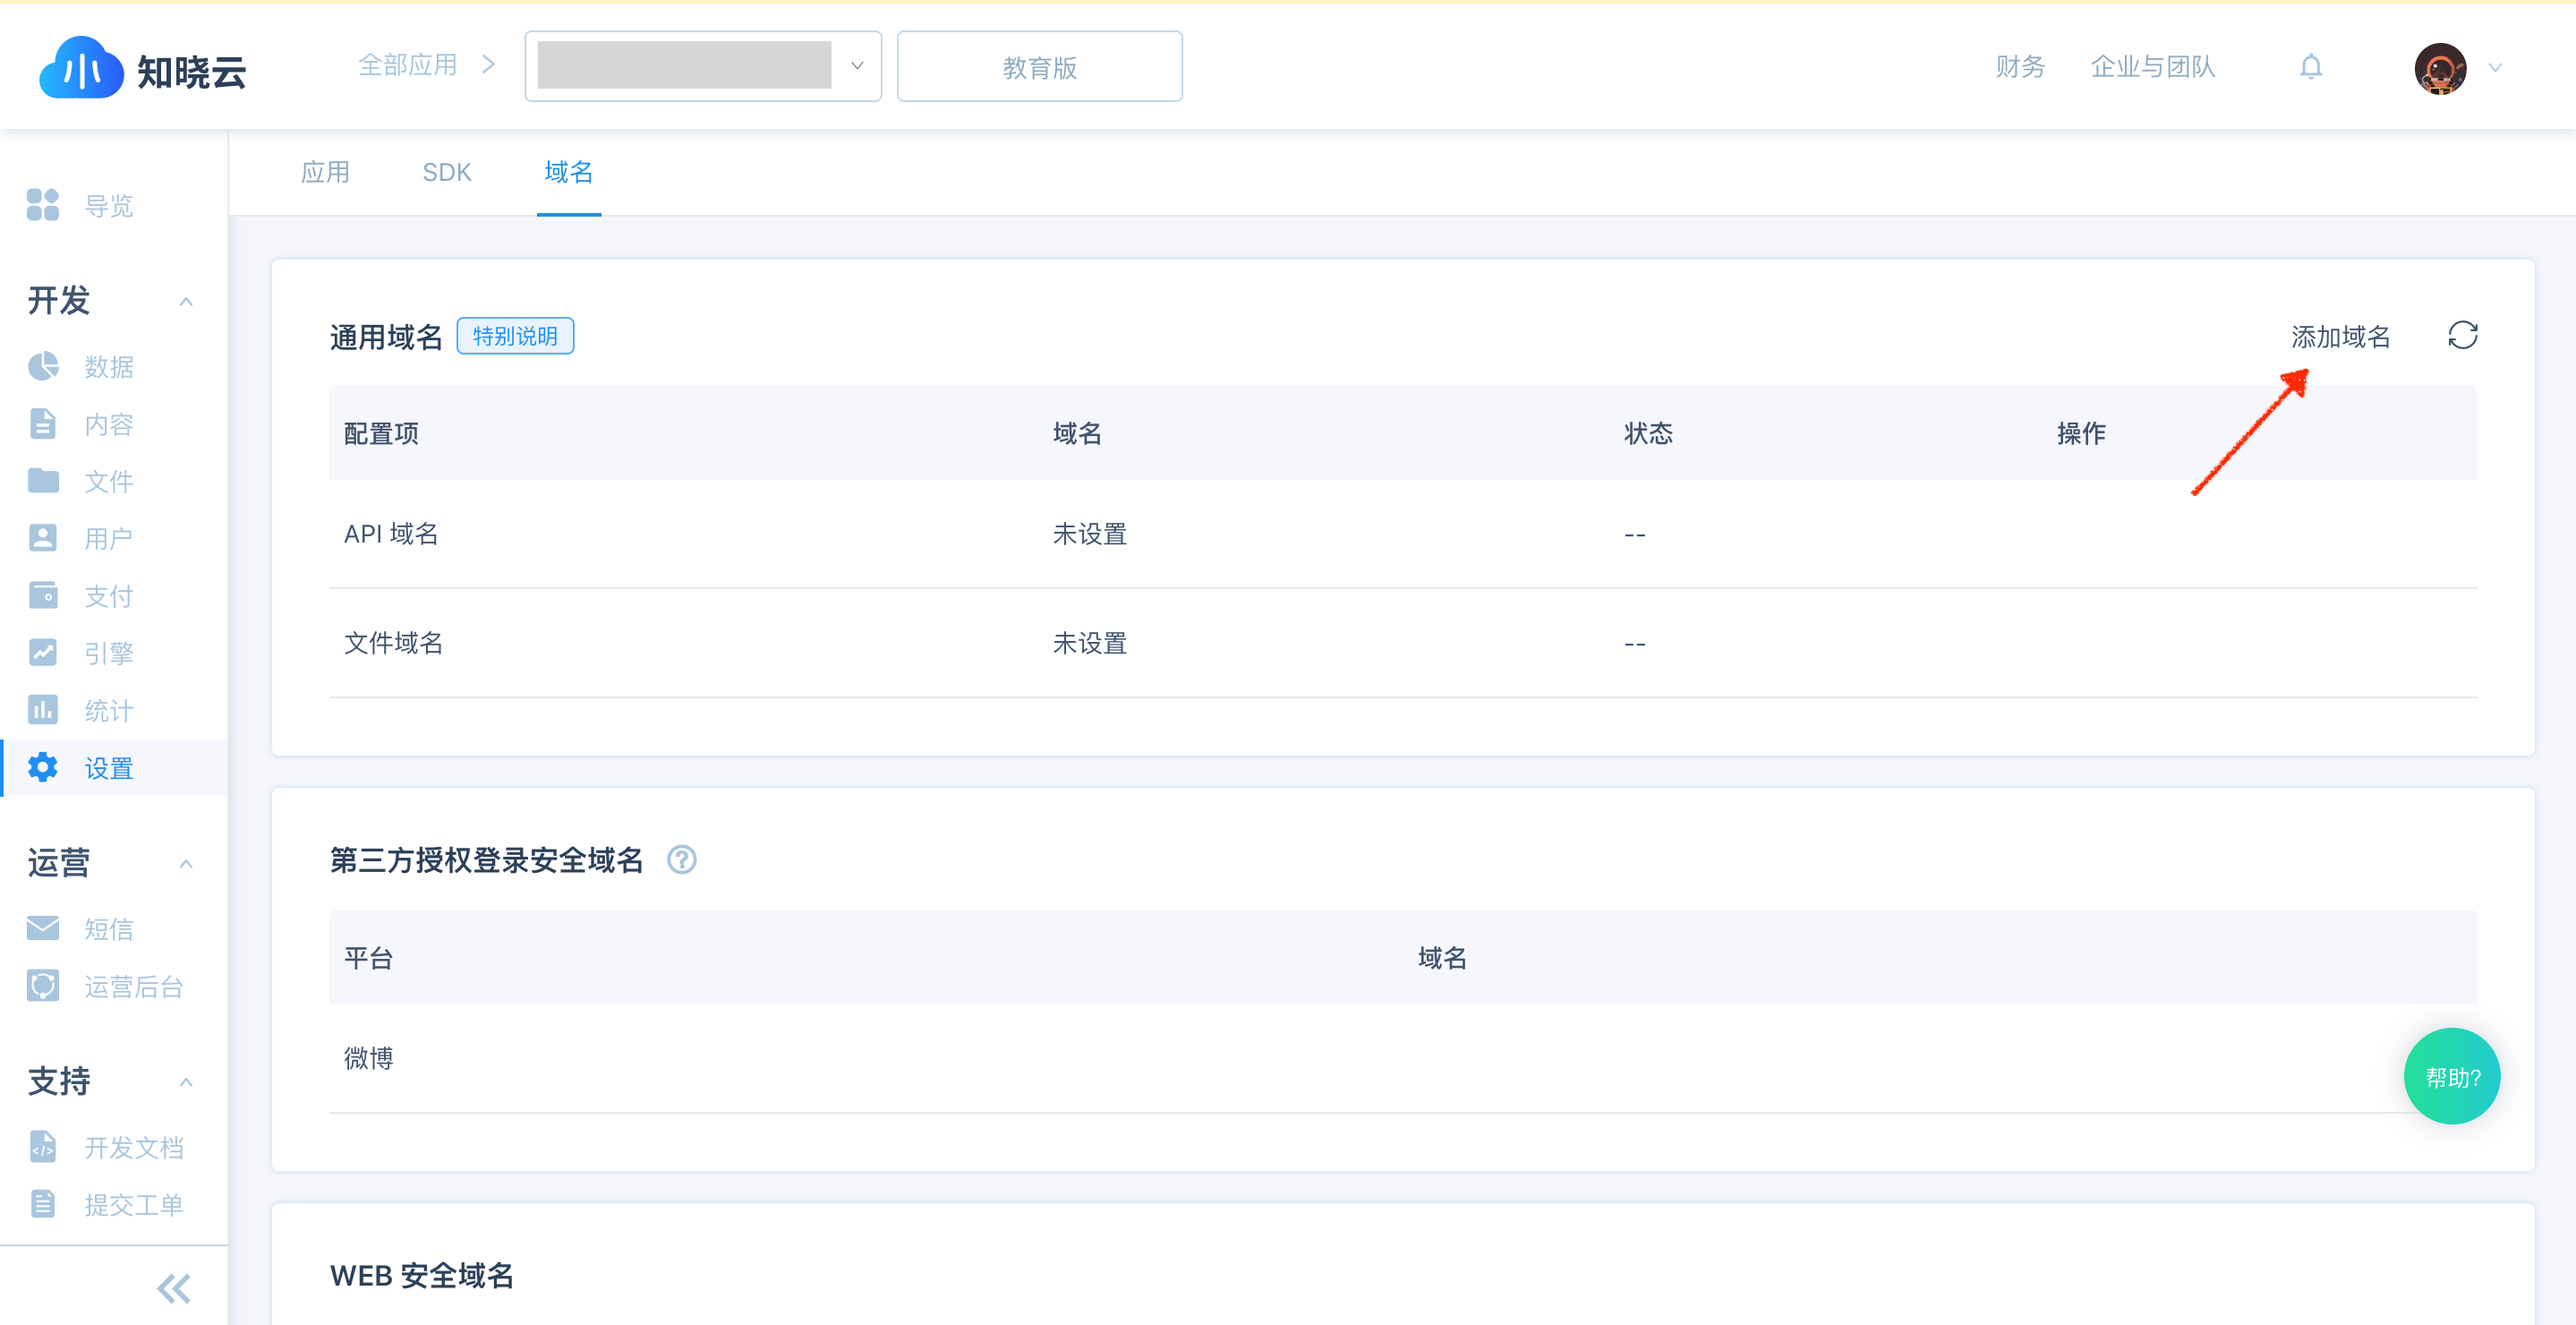 知晓云
全部应用
教育版
财务
企业与团队
应用
SDK
域名
导览
开发
数据
内容
文件
用户
支付
引擎
统计
设置
运营
短信
运营后台
支持
开发文档
提交工单
通用域名
特别说明
添加域名
配置项 域名 状态 操作
API 域名 未设置 --
文件域名 未设置 --
第三方授权登录安全域名
平台 域名
微博
帮助?
WEB 安全域名